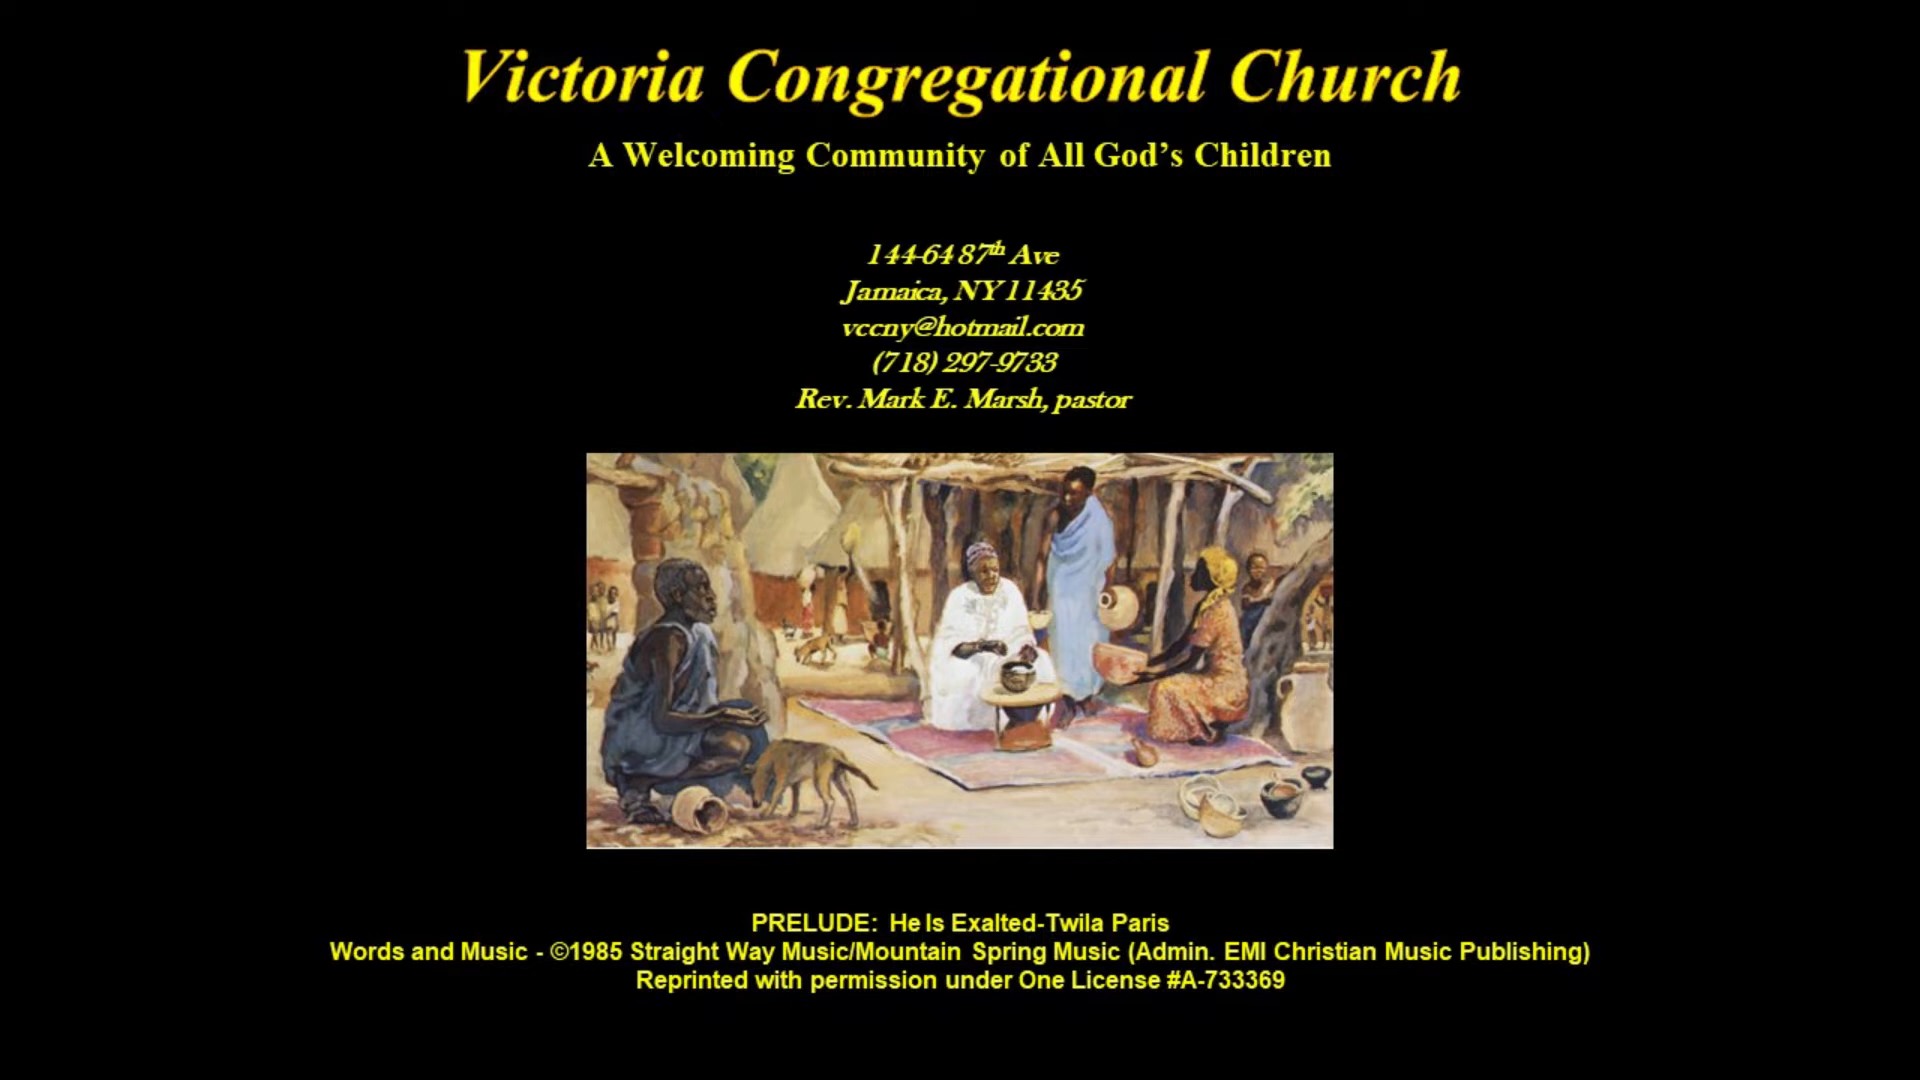 Victoria Congregational Church
A Welcoming Community of All God’s Children
144-64 87th Ave
Jamaica, NY 11435
vccny@hotmail.com
(718) 297-9733
Rev. Mark E. Marsh, pastor
PRELUDE: He Is Exalted-Twila Paris
Words and Music - ©1985 Straight Way Music/Mountain Spring Music (Admin. EMI Christian Music Publishing)
Reprinted with permission under One License #A-733369